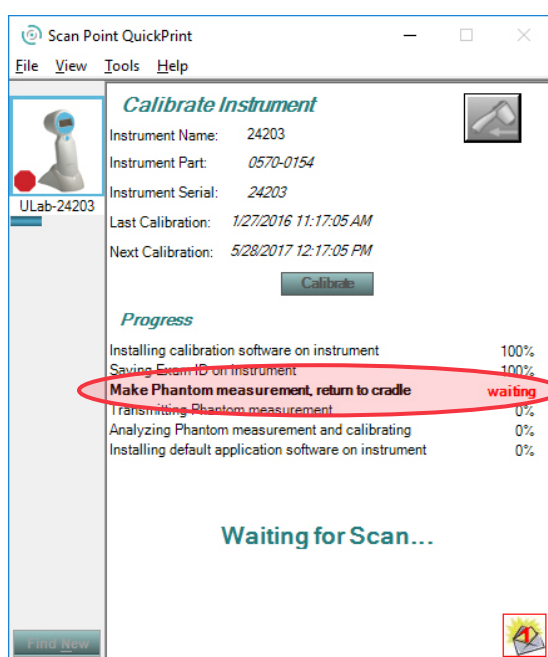 Scan Point QuickPrint
File View Tools Help
Calibrate Instrument
Instrument Name: 24203
Instrument Part: 0570-0154
Instrument Serial: 24203
ULab-24203
Last Calibration: 1/27/2016 11:17:05 AM
Next Calibration: 5/28/2017 12:17:05 PM
Calibrate
Progress
Installing calibration software on instrument 100%
Saving Exam ID on instrument 100%
Make Phantom measurement, return to cradle waiting
Transmitting Phantom measurement 0%
Analyzing Phantom measurement and calibrating 0%
Installing default application software on instrument 0%
Waiting for Scan...
Find New
1